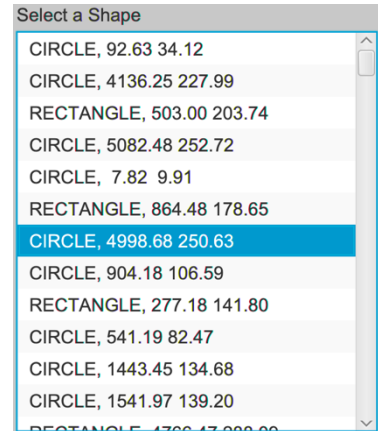 Select a Shape
CIRCLE, 92.63 34.12
CIRCLE, 4136.25 227.99
RECTANGLE, 503.00 203.74
CIRCLE, 5082.48 252.72
CIRCLE,  7.82  9.91
RECTANGLE, 864.48 178.65
CIRCLE, 4998.68 250.63
CIRCLE, 904.18 106.59
RECTANGLE, 277.18 141.80
CIRCLE, 541.19 82.47
CIRCLE, 1443.45 134.68
CIRCLE, 1541.97 139.20
RECTANGLE, 4766.47